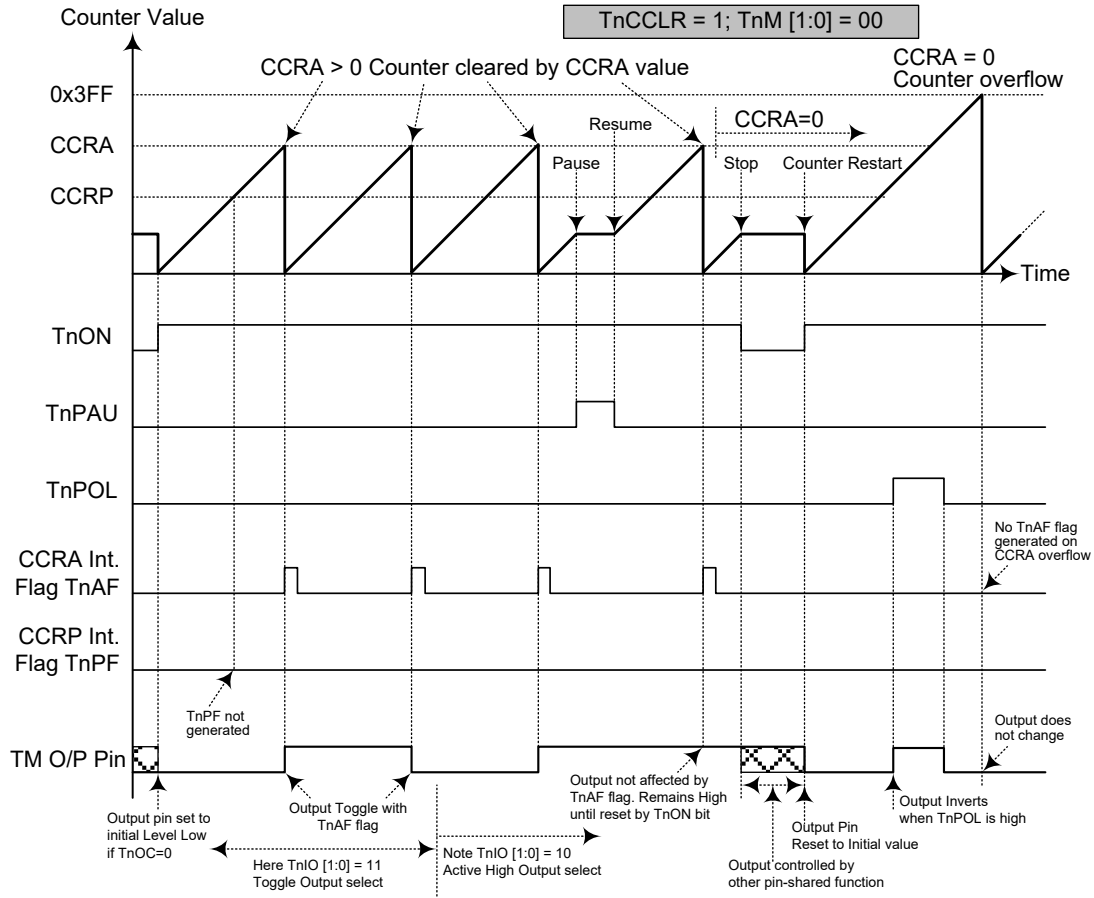 Counter Value
TnCCLR = 1; TnM [1:0] = 00
CCRA > 0 Counter cleared by CCRA value
CCRA = 0
Counter overflow
0x3FF
CCRA=0
Resume
CCRA
Pause
Stop
Counter Restart
CCRP
Time
TnON
TnPAU
TnPOL
No TnAF flag
generated on
CCRA overflow
CCRA Int.
Flag TnAF
CCRP Int.
Flag TnPF
TnPF not
generated
Output does
not change
TM O/P Pin
Output pin set to
initial Level Low
if TnOC=0
Output Toggle with
TnAF flag
Output not affected by
TnAF flag. Remains High
until reset by TnON bit
Output Inverts
when TnPOL is high
Output Pin
Reset to Initial value
Here TnIO [1:0] = 11
Toggle Output select
Note TnIO [1:0] = 10
Active High Output select
Output controlled by
other pin-shared function